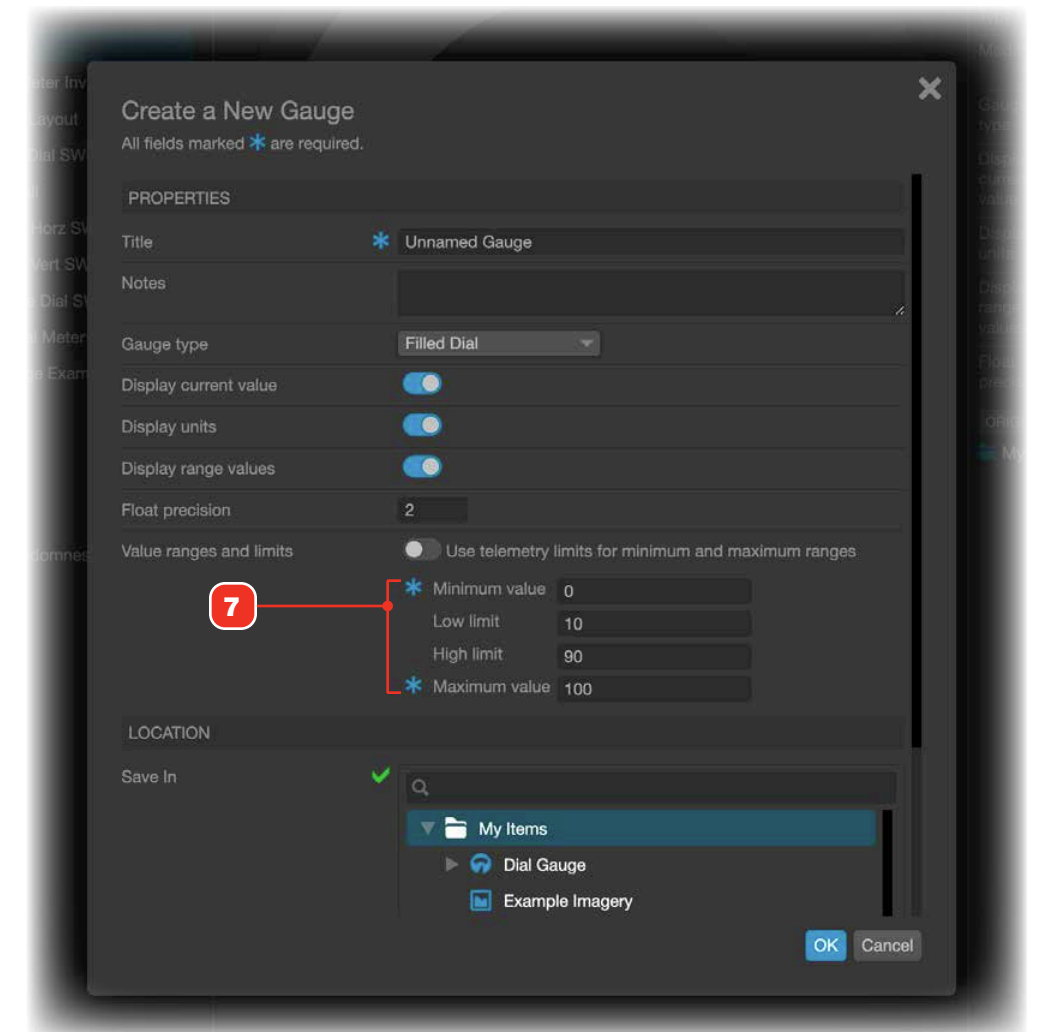 Create a New Gauge
All fields marked * are required.
PROPERTIES
Title * Unnamed Gauge
Notes
Gauge type Filled Dial
Display current value
Display units
Display range values
Float precision 2
Value ranges and limits Use telemetry limits for minimum and maximum ranges
7
* Minimum value 0
Low limit 10
High limit 90
* Maximum value 100
LOCATION
Save In
My Items
Dial Gauge
Example Imagery
OK Cancel